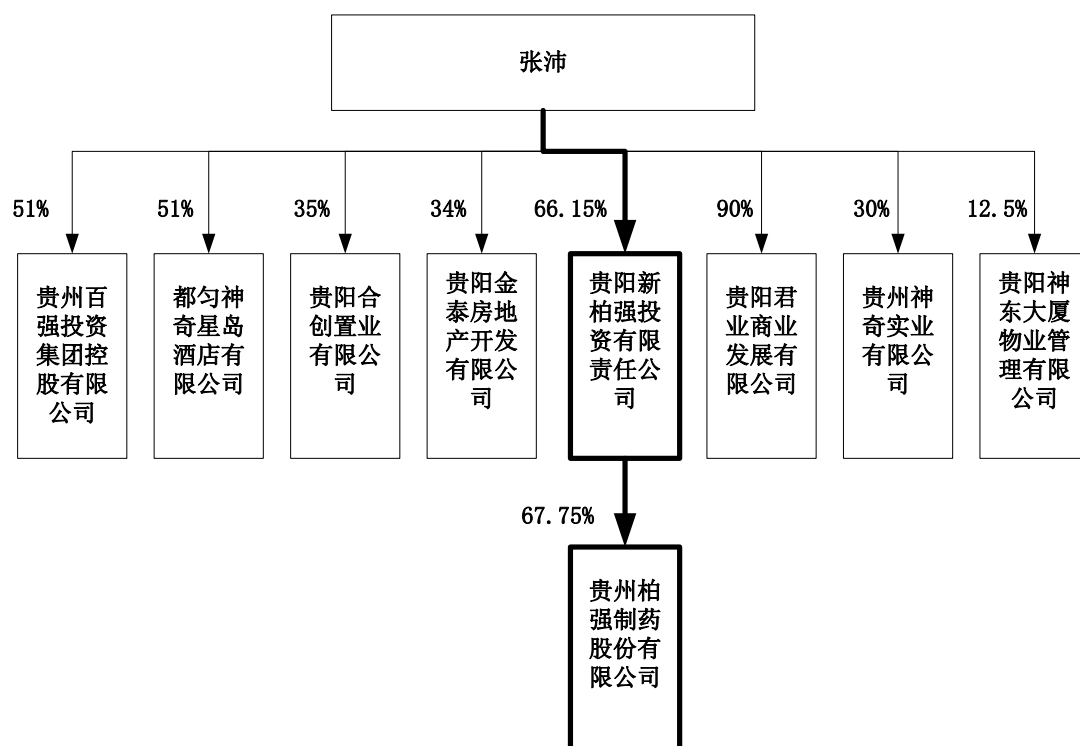 张沛
51%
51%
35%
34%
66.15%
90%
30%
12.5%
贵州百
强投资
集团控
股有限
公司
都匀神
奇星岛
酒店有
限公司
贵阳合
创置业
有限公
司
贵阳金
泰房地
产开发
有限公
司
贵阳新
柏强投
资有限
责任公
司
贵阳君
业商业
发展有
限公司
贵州神
奇实业
有限公
司
贵阳神
东大厦
物业管
理有限
公司
67.75%
贵州柏
强制药
股份有
限公司